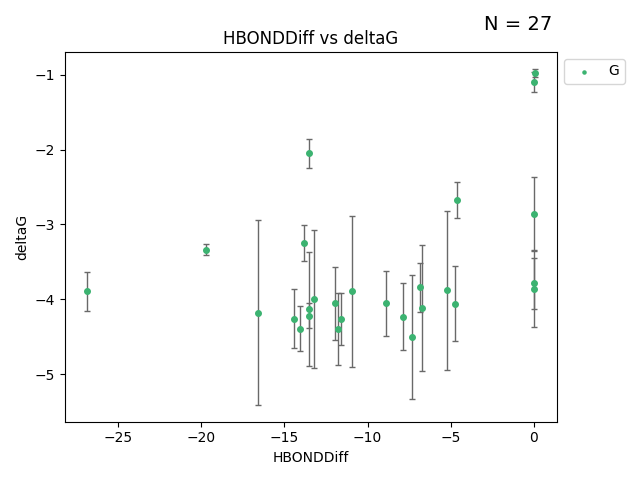 N = 27
HBONDDiff vs deltaG
G
−1
−2
−3
−4
−5
deltaG
−25
−20
−15
−10
−5
0
HBONDDiff